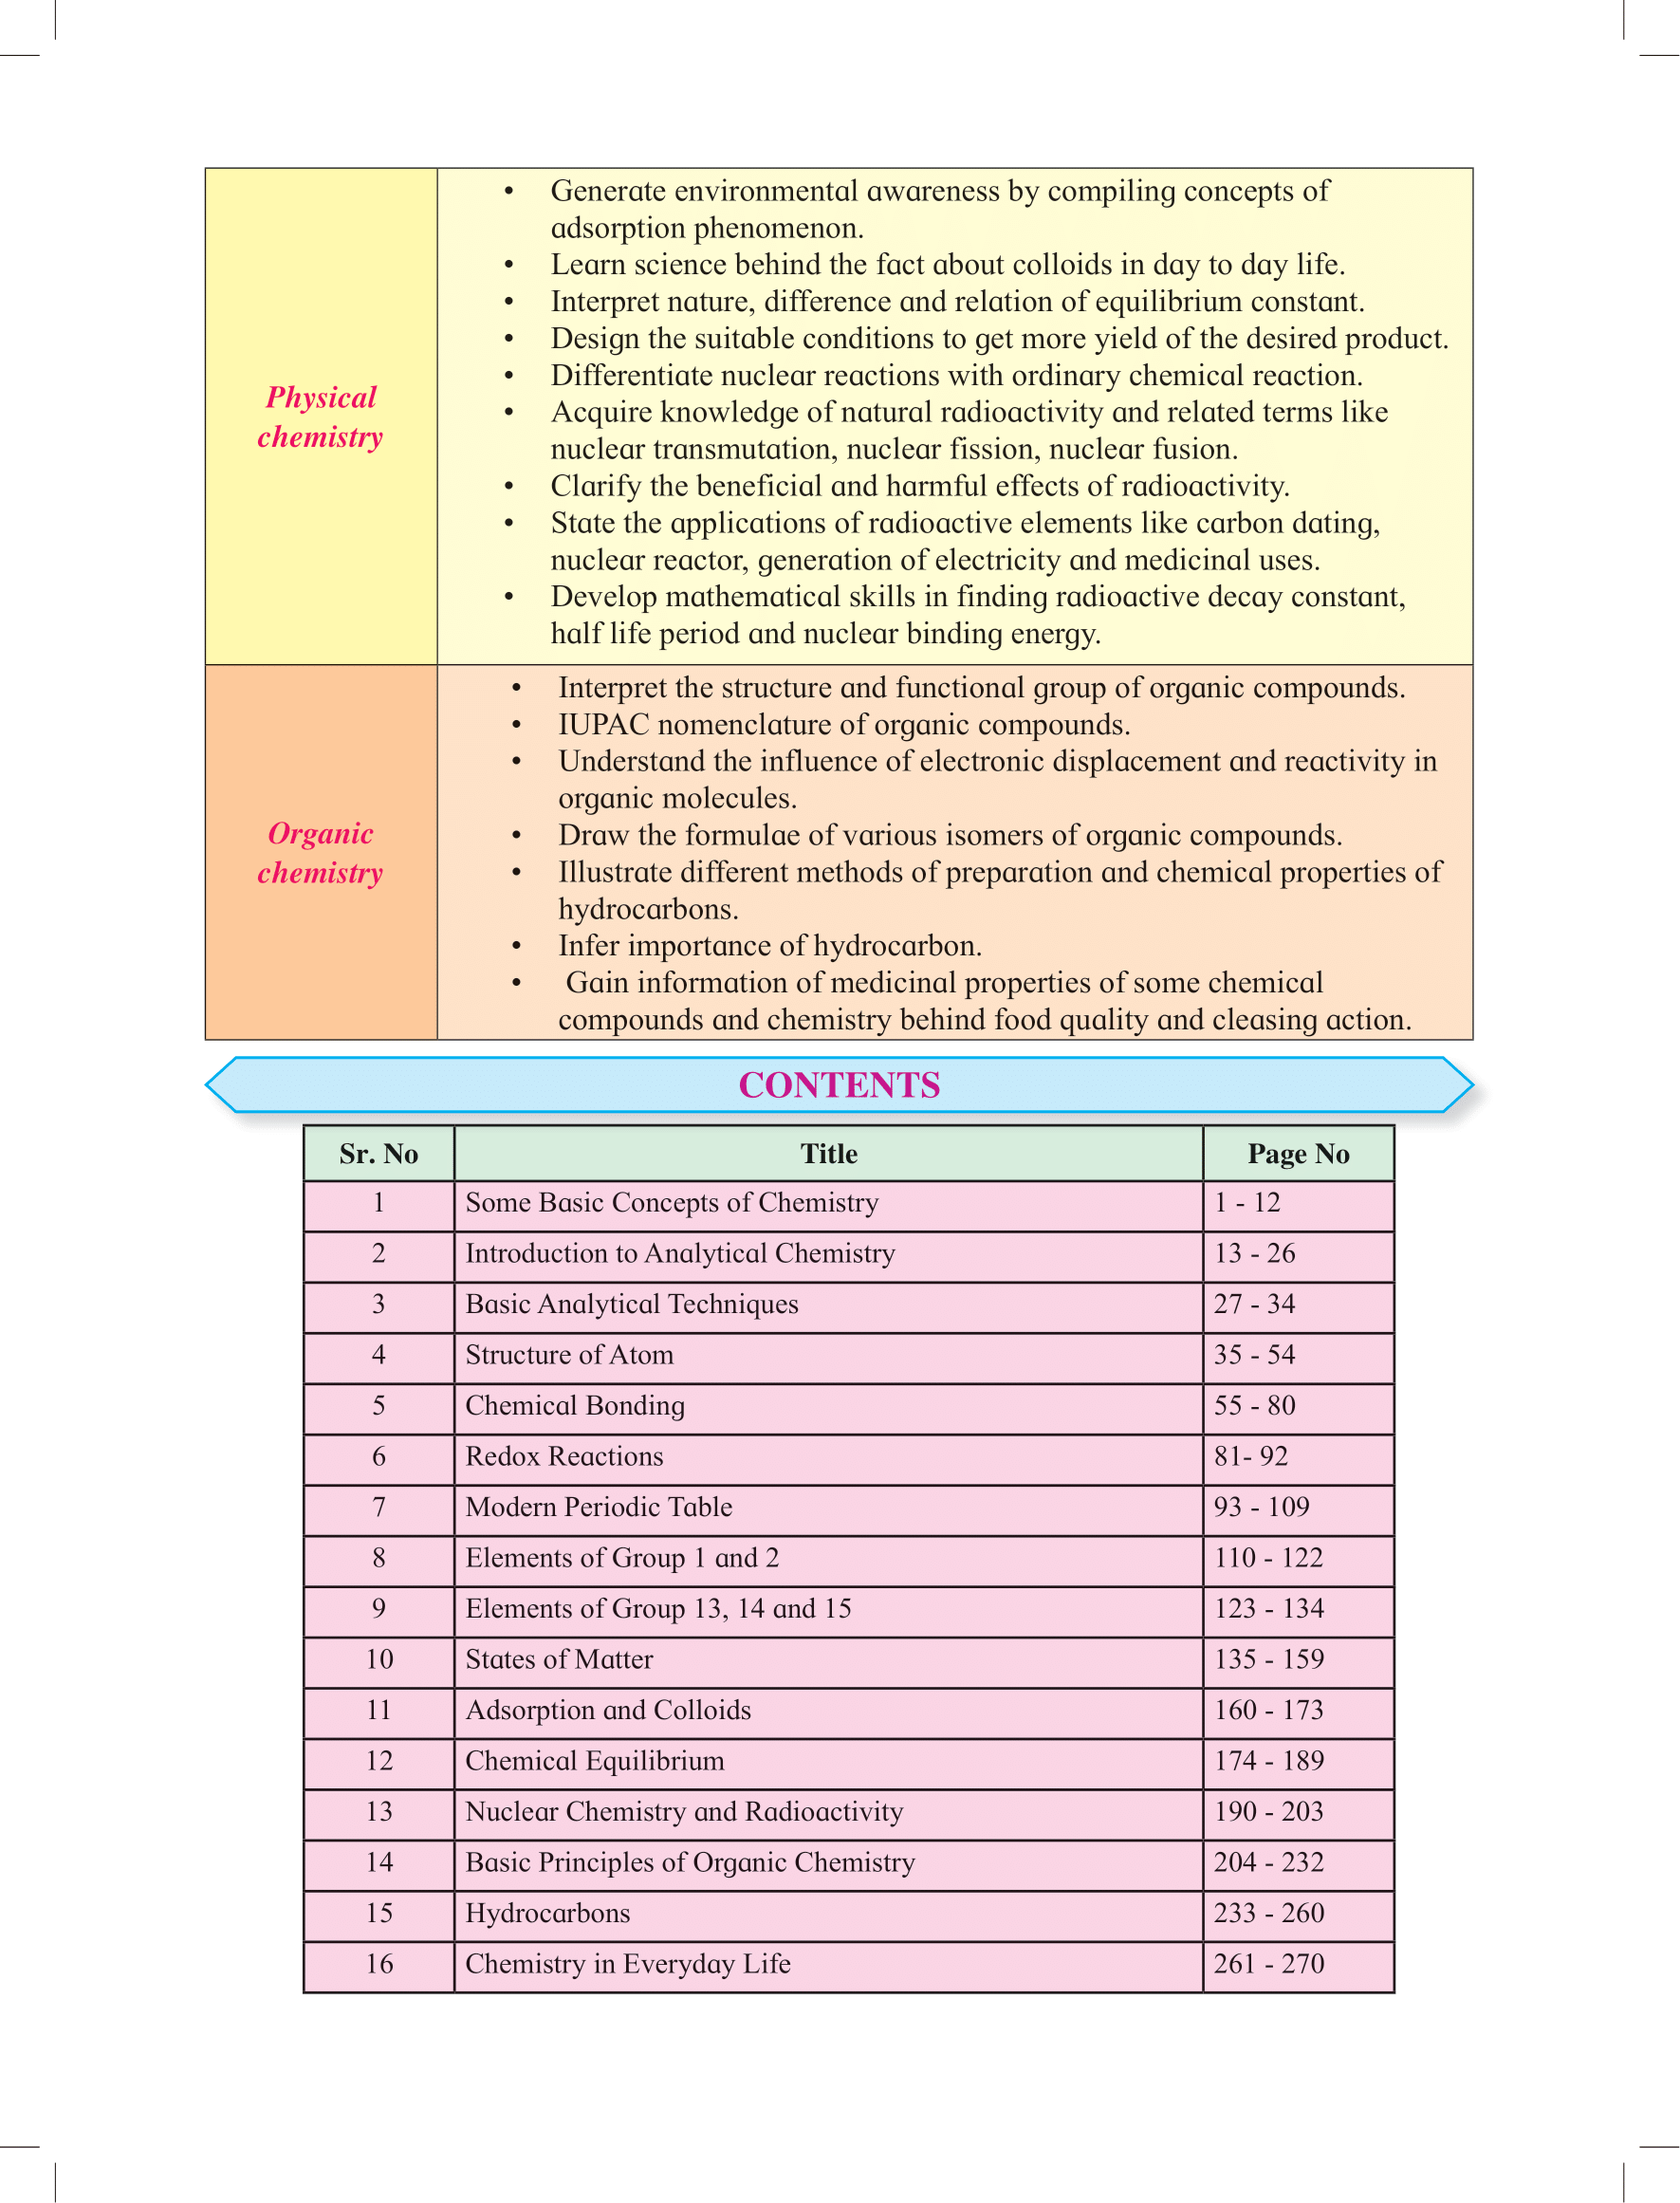 • Generate environmental awareness by compiling concepts of
adsorption phenomenon.
• Learn science behind the fact about colloids in day to day life.
• Interpret nature, difference and relation of equilibrium constant.
• Design the suitable conditions to get more yield of the desired product.
• Differentiate nuclear reactions with ordinary chemical reaction.
Physical
chemistry
• Acquire knowledge of natural radioactivity and related terms like
nuclear transmutation, nuclear fission, nuclear fusion.
• Clarify the beneficial and harmful effects of radioactivity.
• State the applications of radioactive elements like carbon dating,
nuclear reactor, generation of electricity and medicinal uses.
• Develop mathematical skills in finding radioactive decay constant,
half life period and nuclear binding energy.
• Interpret the structure and functional group of organic compounds.
• IUPAC nomenclature of organic compounds.
• Understand the influence of electronic displacement and reactivity in
organic molecules.
Organic
chemistry
• Draw the formulae of various isomers of organic compounds.
• Illustrate different methods of preparation and chemical properties of
hydrocarbons.
• Infer importance of hydrocarbon.
• Gain information of medicinal properties of some chemical
compounds and chemistry behind food quality and cleasing action.
CONTENTS
Sr. No Title Page No
1 Some Basic Concepts of Chemistry 1 - 12
2 Introduction to Analytical Chemistry 13 - 26
3 Basic Analytical Techniques 27 - 34
4 Structure of Atom 35 - 54
5 Chemical Bonding 55 - 80
6 Redox Reactions 81- 92
7 Modern Periodic Table 93 - 109
8 Elements of Group 1 and 2 110 - 122
9 Elements of Group 13, 14 and 15 123 - 134
10 States of Matter 135 - 159
11 Adsorption and Colloids 160 - 173
12 Chemical Equilibrium 174 - 189
13 Nuclear Chemistry and Radioactivity 190 - 203
14 Basic Principles of Organic Chemistry 204 - 232
15 Hydrocarbons 233 - 260
16 Chemistry in Everyday Life 261 - 270